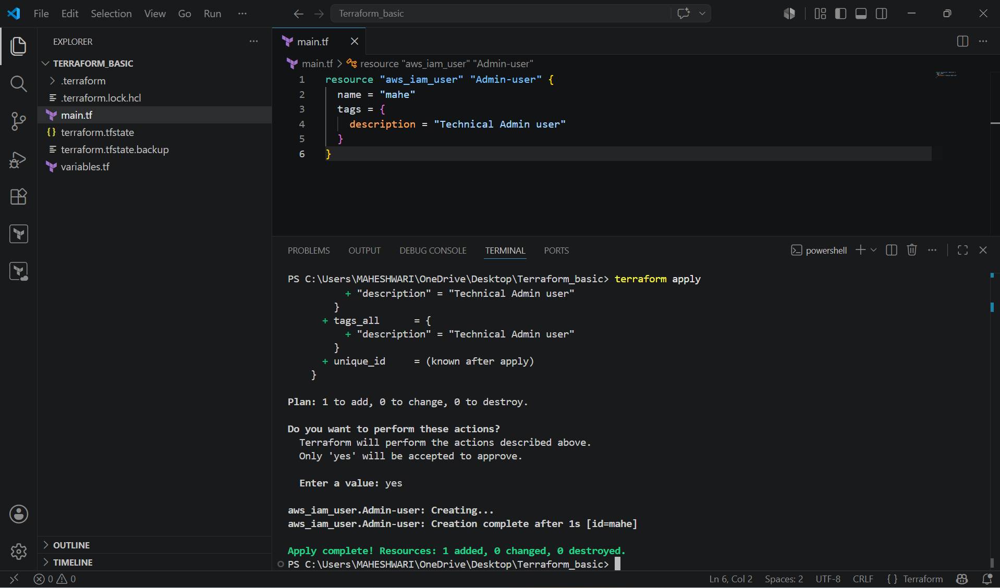 File Edit Selection View Go Run ··· Terraform_basic
EXPLORER ···
TERRAFORM_BASIC
.terraform
.terraform.lock.hcl
main.tf
terraform.tfstate
terraform.tfstate.backup
variables.tf
OUTLINE
TIMELINE
main.tf
main.tf > resource "aws_iam_user" "Admin-user"
1 resource "aws_iam_user" "Admin-user" {
2 name = "mahe"
3 tags = {
4 description = "Technical Admin user"
5 }
6 }
PROBLEMS OUTPUT DEBUG CONSOLE TERMINAL PORTS powershell
PS C:\Users\MAHESHWARI\OneDrive\Desktop\Terraform_basic> terraform apply
+ "description" = "Technical Admin user"
}
+ tags_all = {
+ "description" = "Technical Admin user"
}
+ unique_id = (known after apply)
}
Plan: 1 to add, 0 to change, 0 to destroy.
Do you want to perform these actions?
Terraform will perform the actions described above.
Only 'yes' will be accepted to approve.
Enter a value: yes
aws_iam_user.Admin-user: Creating...
aws_iam_user.Admin-user: Creation complete after 1s [id=mahe]
Apply complete! Resources: 1 added, 0 changed, 0 destroyed.
PS C:\Users\MAHESHWARI\OneDrive\Desktop\Terraform_basic>
0 0 Ln 6, Col 2 Spaces: 2 UTF-8 CRLF { } Terraform